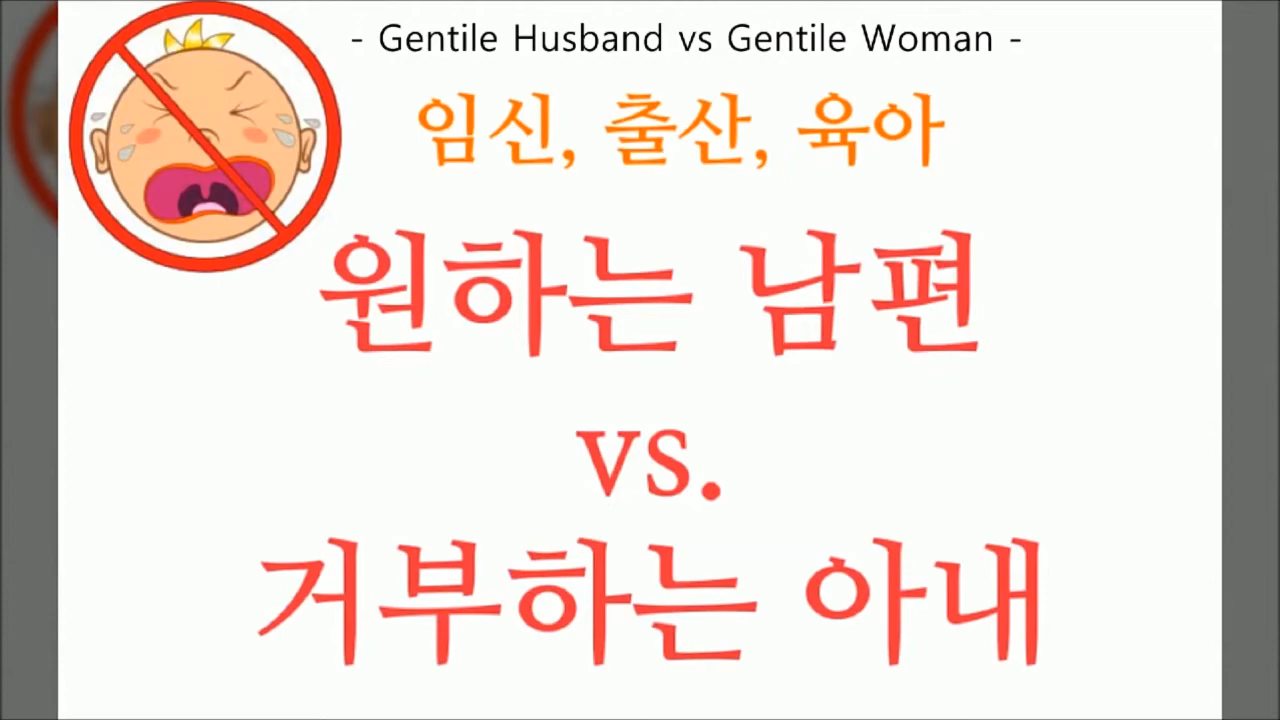 - Gentile Husband vs Gentile Woman -
임신, 출산, 육아
원하는 남편
vs.
거부하는 아내